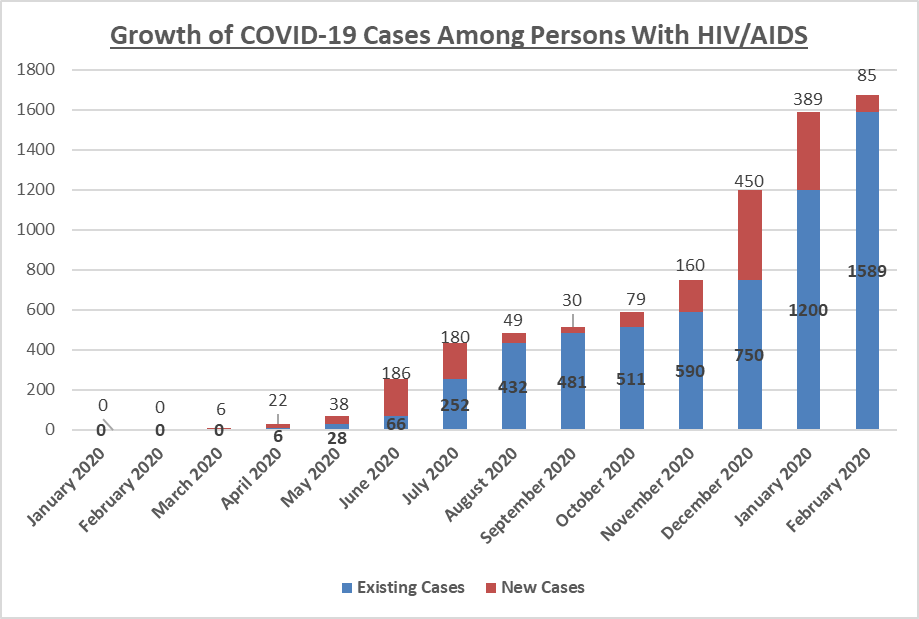 Growth of COVID-19 Cases Among Persons With HIV/AIDS
1800
1600
1400
1200
1000
800
600
400
200
0
0 0 6 22 38 186 180 49 30 79 160 450 389 85
0 0 0 6 28 66 252 432 481 511 590 750 1200 1589
January 2020 February 2020 March 2020 April 2020 May 2020 June 2020 July 2020 August 2020 September 2020 October 2020 November 2020 December 2020 January 2020 February 2020
Existing Cases New Cases